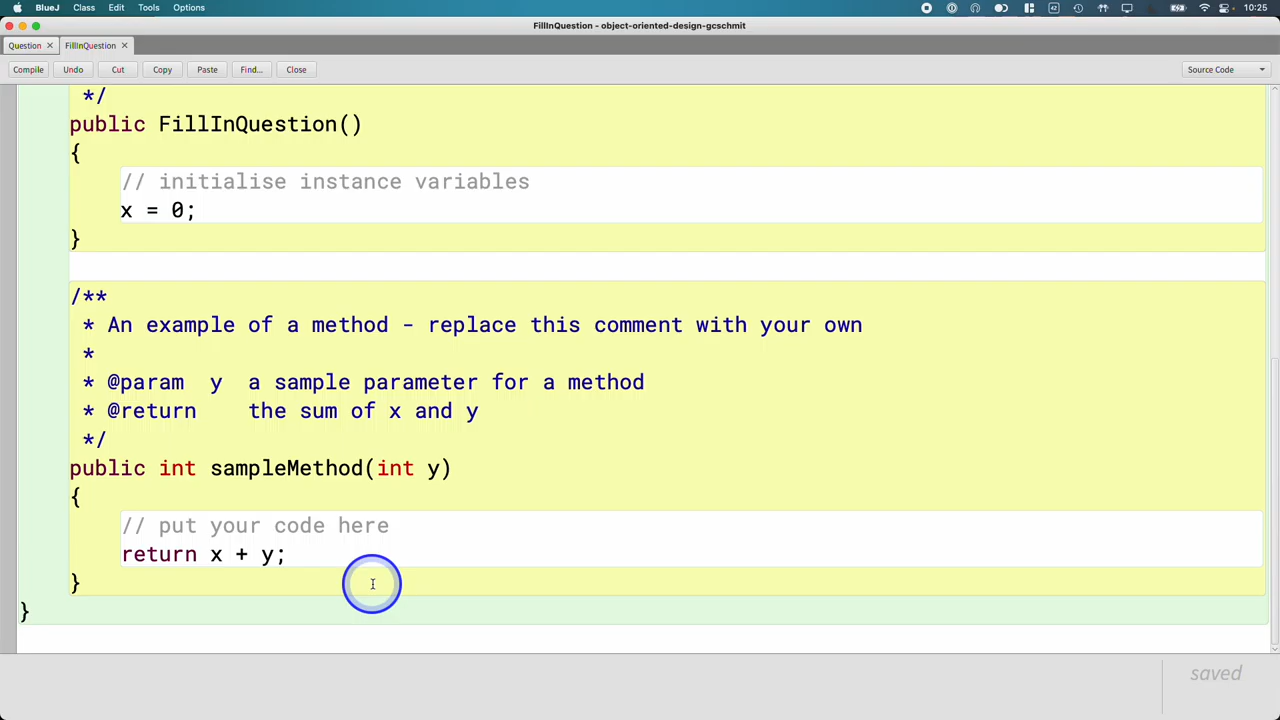 BlueJ Class Edit Tools Options 10:25
FillInQuestion - object-oriented-design-gcschmit
Question FillInQuestion
Compile Undo Cut Copy Paste Find... Close Source Code
*/
public FillInQuestion()
{
// initialise instance variables
x = 0;
}
/**
* An example of a method - replace this comment with your own
*
* @param y a sample parameter for a method
* @return the sum of x and y
*/
public int sampleMethod(int y)
{
// put your code here
return x + y;
}
}
saved